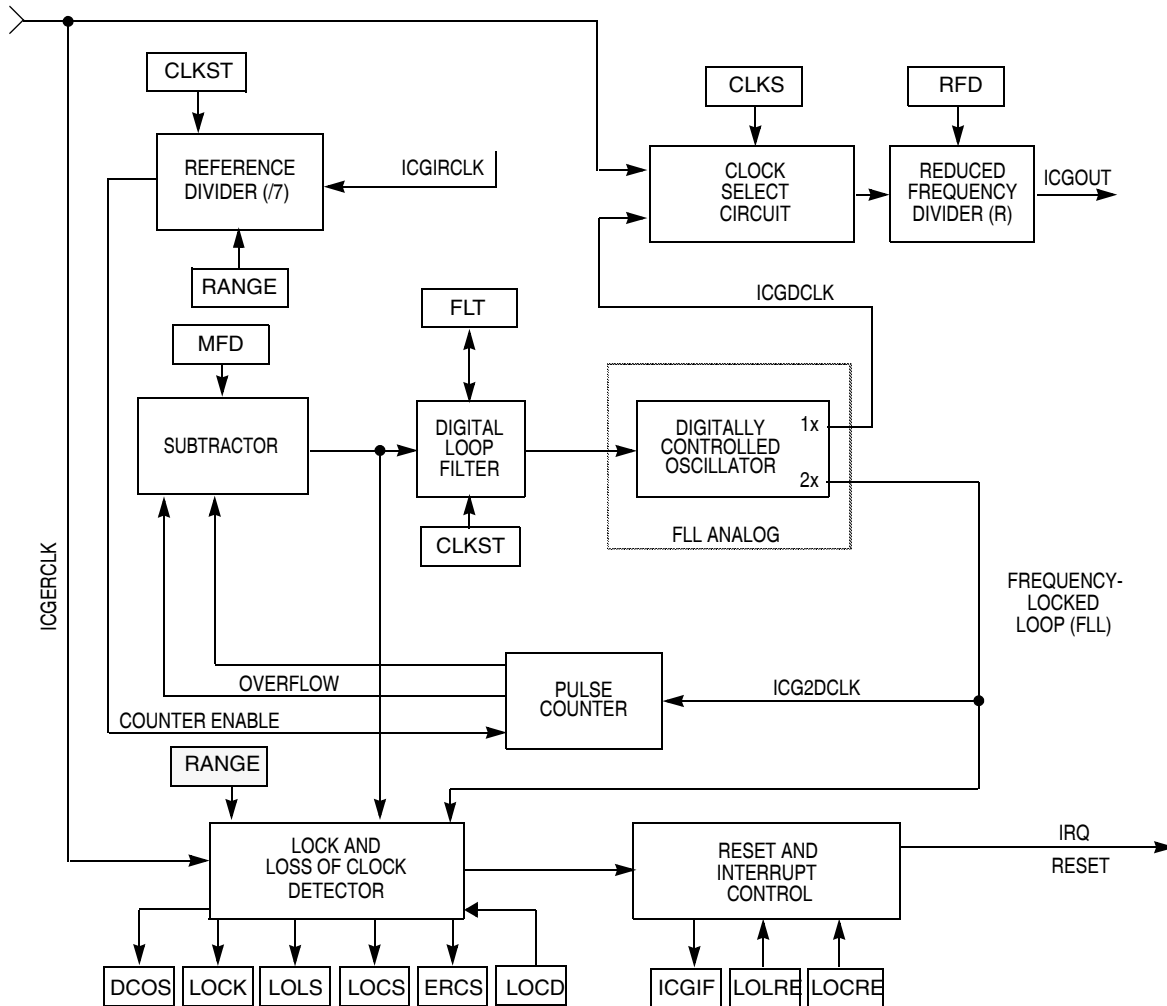 CLKST
CLKS
RFD
REFERENCE
DIVIDER (/7)
ICGIRCLK
CLOCK
SELECT
CIRCUIT
REDUCED
FREQUENCY
DIVIDER (R)
ICGOUT
RANGE
ICGDCLK
FLT
MFD
SUBTRACTOR
DIGITAL
LOOP
FILTER
DIGITALLY
CONTROLLED
OSCILLATOR
1x
2x
FLL ANALOG
CLKST
ICGERCLK
FREQUENCY-
LOCKED
LOOP (FLL)
OVERFLOW
PULSE
COUNTER
ICG2DCLK
COUNTER ENABLE
RANGE
LOCK AND
LOSS OF CLOCK
DETECTOR
RESET AND
INTERRUPT
CONTROL
IRQ
RESET
DCOS
LOCK
LOLS
LOCS
ERCS
LOCD
ICGIF
LOLRE
LOCRE